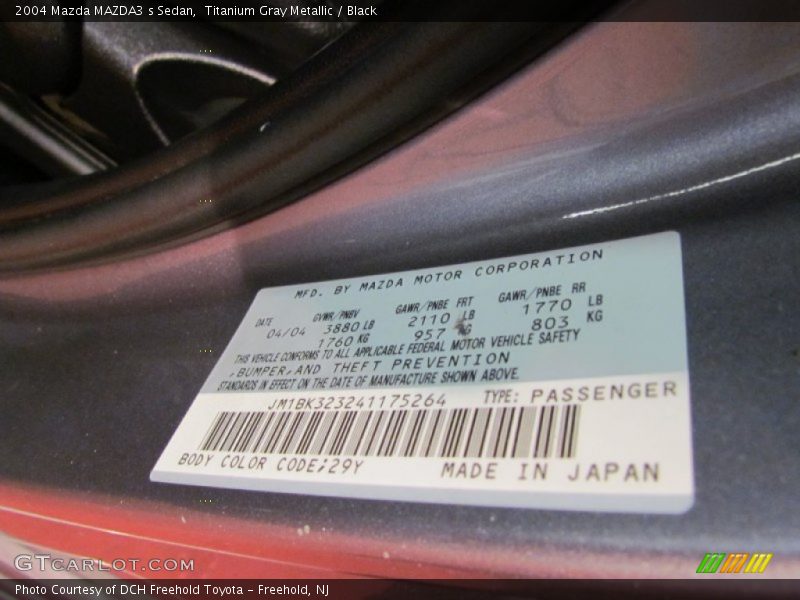 2004 Mazda MAZDA3 s Sedan,  Titanium Gray Metallic / Black
MFD. BY MAZDA MOTOR CORPORATION
DATE GVWR/PNBV GAWR/PNBE FRT GAWR/PNBE RR
04/04 3880 LB 2110 LB 1770 LB
1760 KG 957 KG 803 KG
THIS VEHICLE CONFORMS TO ALL APPLICABLE FEDERAL MOTOR VEHICLE SAFETY
,BUMPER,AND THEFT PREVENTION
STANDARDS IN EFFECT ON THE DATE OF MANUFACTURE SHOWN ABOVE.
JM1BK323241175264 TYPE: PASSENGER
BODY COLOR CODE;29Y MADE IN JAPAN
GTCARLOT.COM
Photo Courtesy of DCH Freehold Toyota - Freehold, NJ